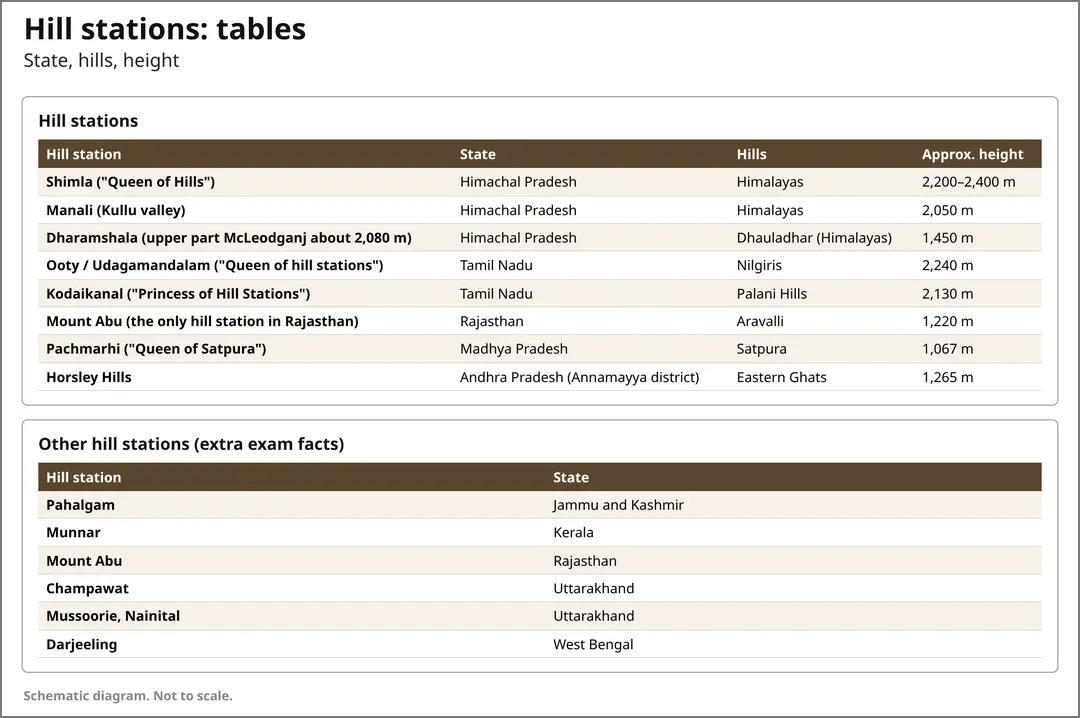 Hill stations: tables
State, hills, height
Hill stations
Hill station State Hills Approx. height
Shimla ("Queen of Hills") Himachal Pradesh Himalayas 2,200–2,400 m
Manali (Kullu valley) Himachal Pradesh Himalayas 2,050 m
Dharamshala (upper part McLeodganj about 2,080 m) Himachal Pradesh Dhauladhar (Himalayas) 1,450 m
Ooty / Udagamandalam ("Queen of hill stations") Tamil Nadu Nilgiris 2,240 m
Kodaikanal ("Princess of Hill Stations") Tamil Nadu Palani Hills 2,130 m
Mount Abu (the only hill station in Rajasthan) Rajasthan Aravalli 1,220 m
Pachmarhi ("Queen of Satpura") Madhya Pradesh Satpura 1,067 m
Horsley Hills Andhra Pradesh (Annamayya district) Eastern Ghats 1,265 m
Other hill stations (extra exam facts)
Hill station State
Pahalgam Jammu and Kashmir
Munnar Kerala
Mount Abu Rajasthan
Champawat Uttarakhand
Mussoorie, Nainital Uttarakhand
Darjeeling West Bengal
Schematic diagram. Not to scale.